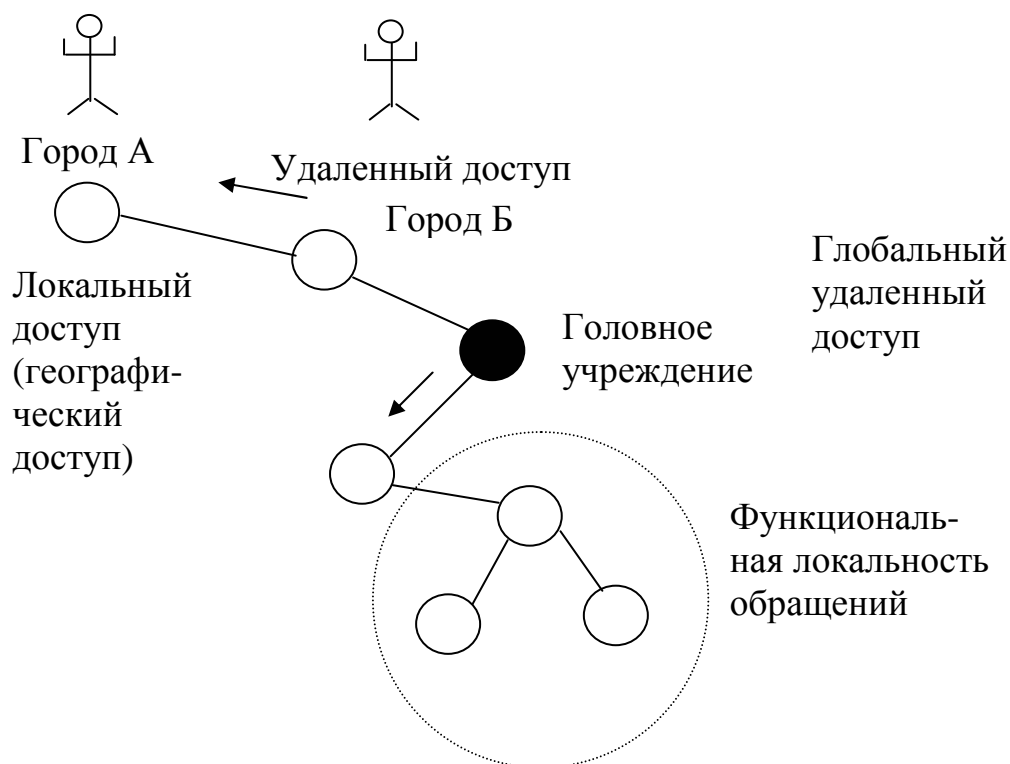 Город А
Удаленный доступ
Город Б
Локальный
доступ
(географи-
ческий
доступ)
Глобальный
удаленный
доступ
Головное
учреждение
Функциональ-
ная локальность
обращений